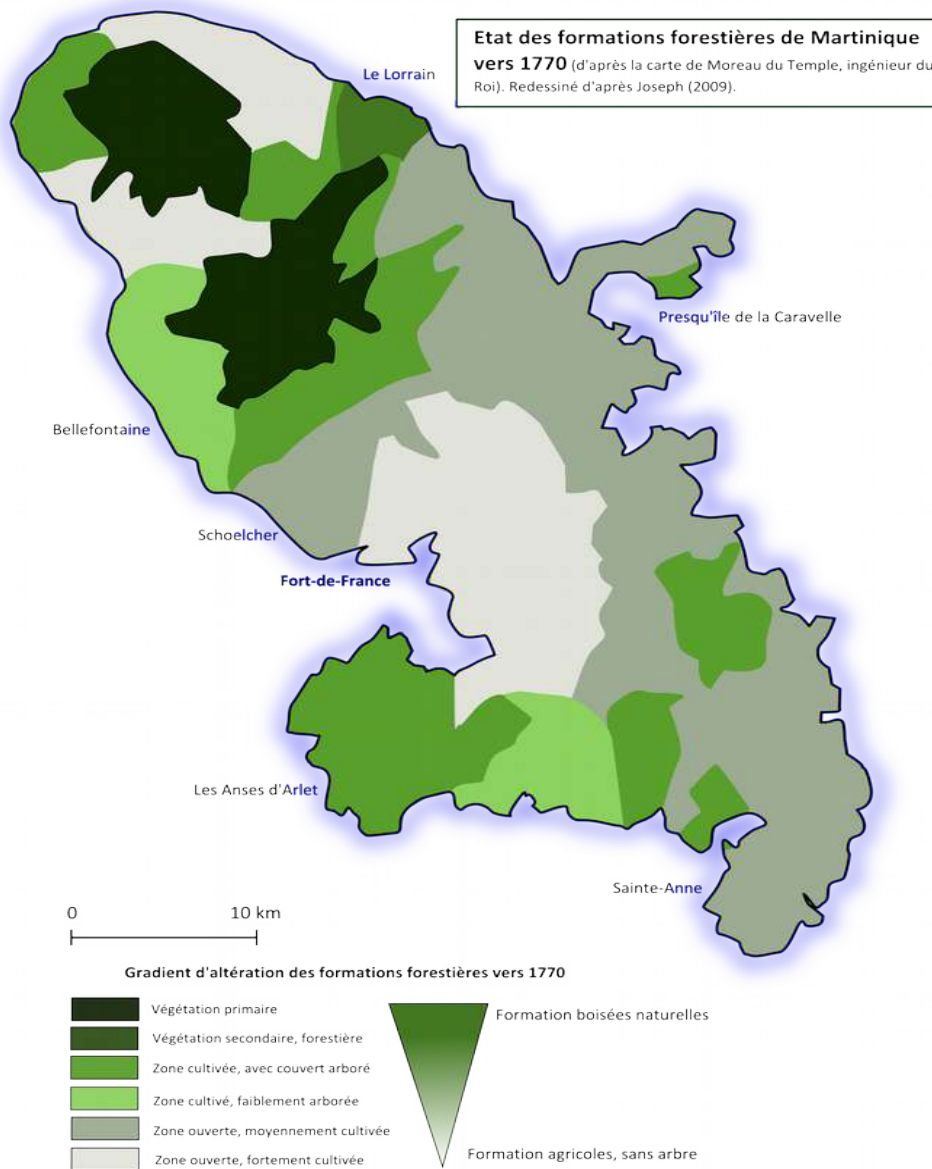 Etat des formations forestières de Martinique
vers 1770 (d'après la carte de Moreau du Temple, ingénieur du
Roi). Redessiné d'après Joseph (2009).
Le Lorrain
Presqu'île de la Caravelle
Bellefontaine
Schoelcher
Fort-de-France
Les Anses d'Arlet
Sainte-Anne
0 10 km
Gradient d'altération des formations forestières vers 1770
Végétation primaire
Végétation secondaire, forestière
Zone cultivée, avec couvert arboré
Zone cultivé, faiblement arborée
Zone ouverte, moyennement cultivée
Zone ouverte, fortement cultivée
Formation boisées naturelles
Formation agricoles, sans arbre